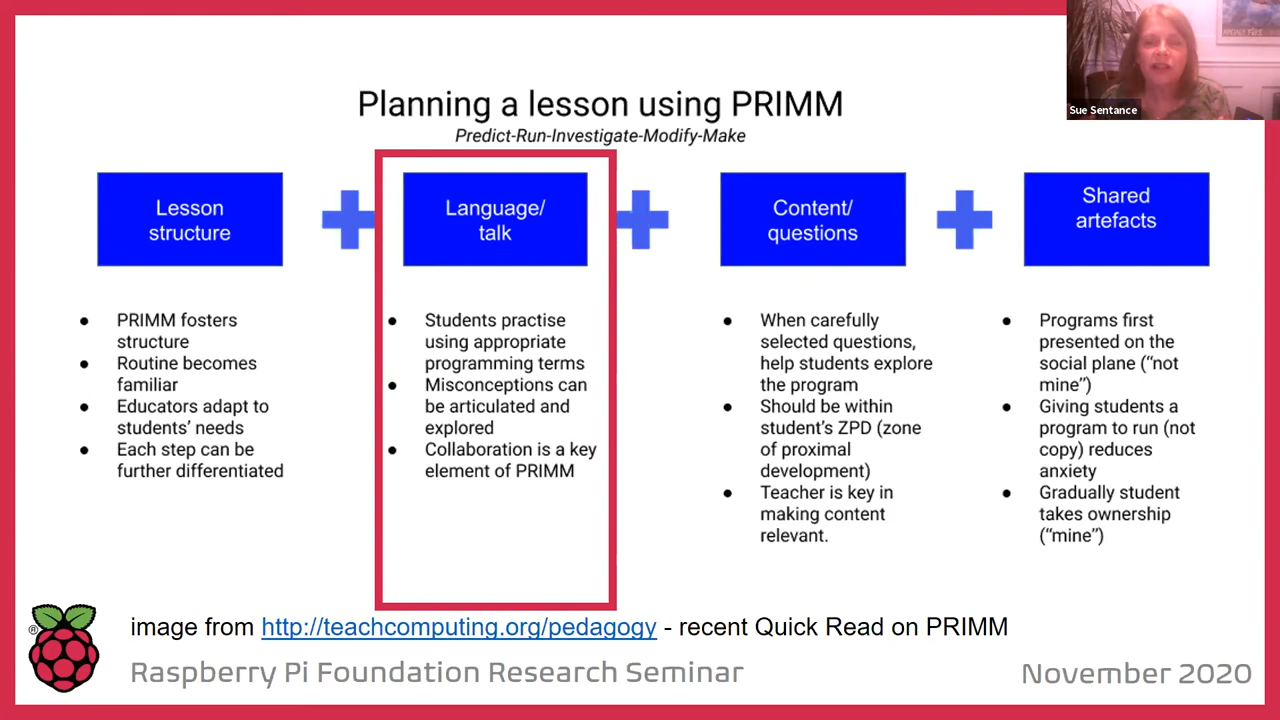 Sue Sentance
Planning a lesson using PRIMM
Predict-Run-Investigate-Modify-Make
Lesson
structure
PRIMM fosters
structure
Routine becomes
familiar
Educators adapt to
students’ needs
Each step can be
further differentiated
Language/
talk
Students practise
using appropriate
programming terms
Misconceptions can
be articulated and
explored
Collaboration is a key
element of PRIMM
Content/
questions
When carefully
selected questions,
help students explore
the program
Should be within
student’s ZPD (zone
of proximal
development)
Teacher is key in
making content
relevant.
Shared
artefacts
Programs first
presented on the
social plane (“not
mine”)
Giving students a
program to run (not
copy) reduces
anxiety
Gradually student
takes ownership
(“mine”)
image from http://teachcomputing.org/pedagogy - recent Quick Read on PRIMM
®
Raspberry Pi Foundation Research Seminar
November 2020